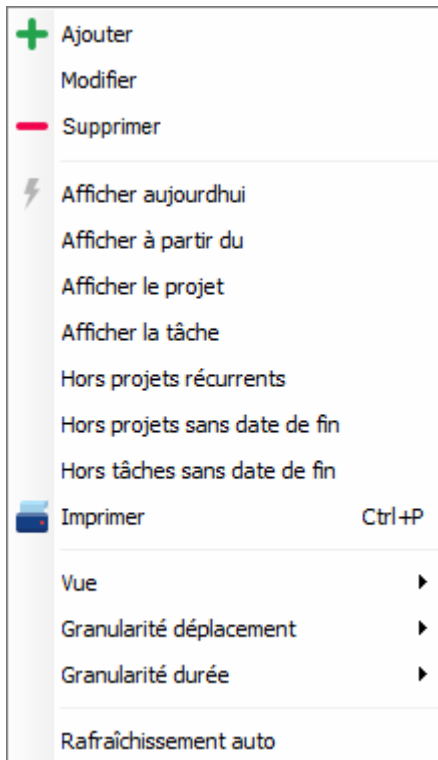 Ajouter
Modifier
Supprimer
Afficher aujourdhui
Afficher à partir du
Afficher le projet
Afficher la tâche
Hors projets récurrents
Hors projets sans date de fin
Hors tâches sans date de fin
Imprimer Ctrl+P
Vue
Granularité déplacement
Granularité durée
Rafraîchissement auto